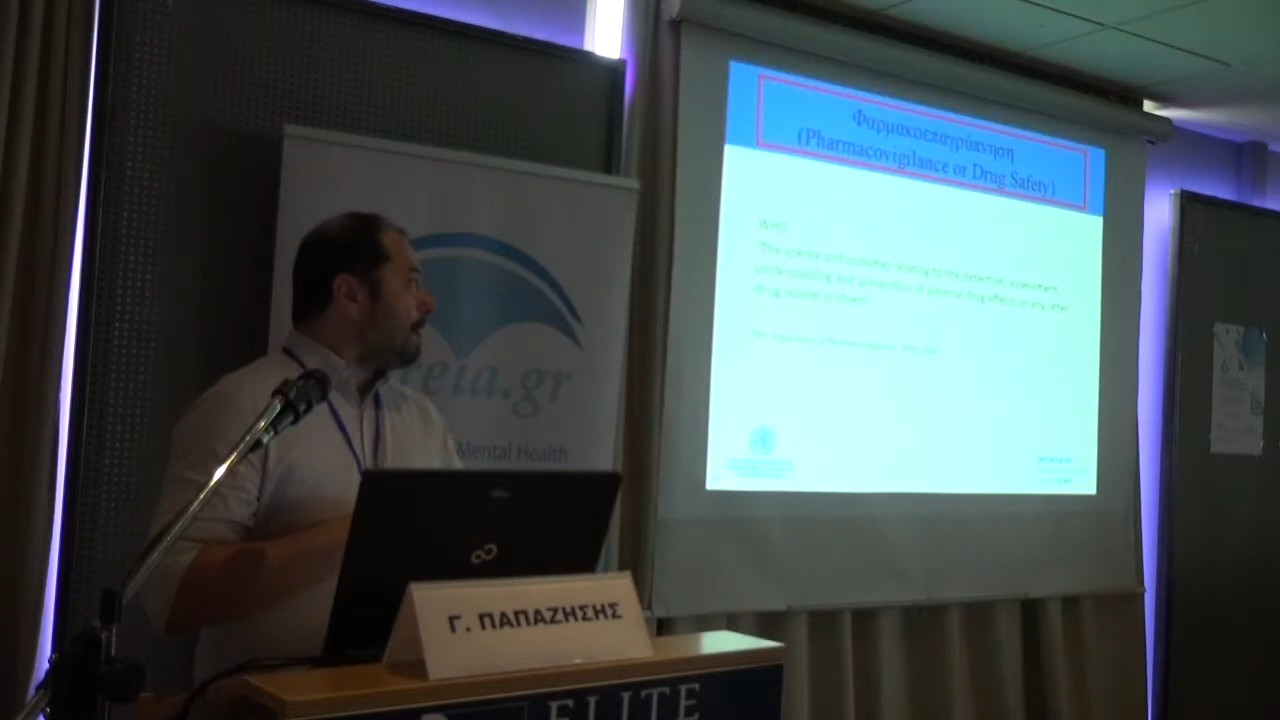 Φαρμακοεπαγρύπνηση
(Pharmacovigilance or Drug Safety)
WHO
"The science and activities relating to the detection, assessment,
understanding and prevention of adverse drug effects or any other
drug related problem"
reia.gr
Mental Health
Γ. ΠΑΠΑΖΗΣΗΣ
ELITE